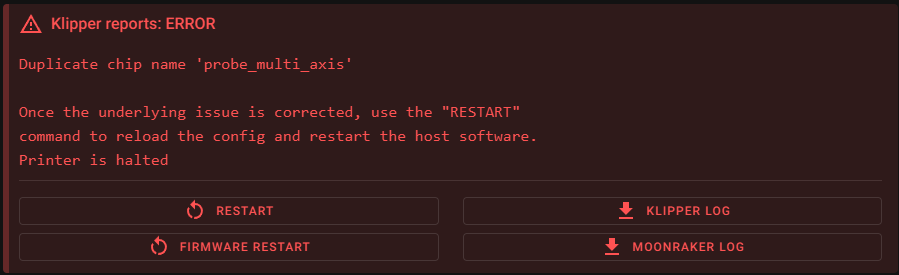 Klipper reports: ERROR
Duplicate chip name 'probe_multi_axis'
Once the underlying issue is corrected, use the "RESTART"
command to reload the config and restart the host software.
Printer is halted
RESTART
KLIPPER LOG
FIRMWARE RESTART
MOONRAKER LOG